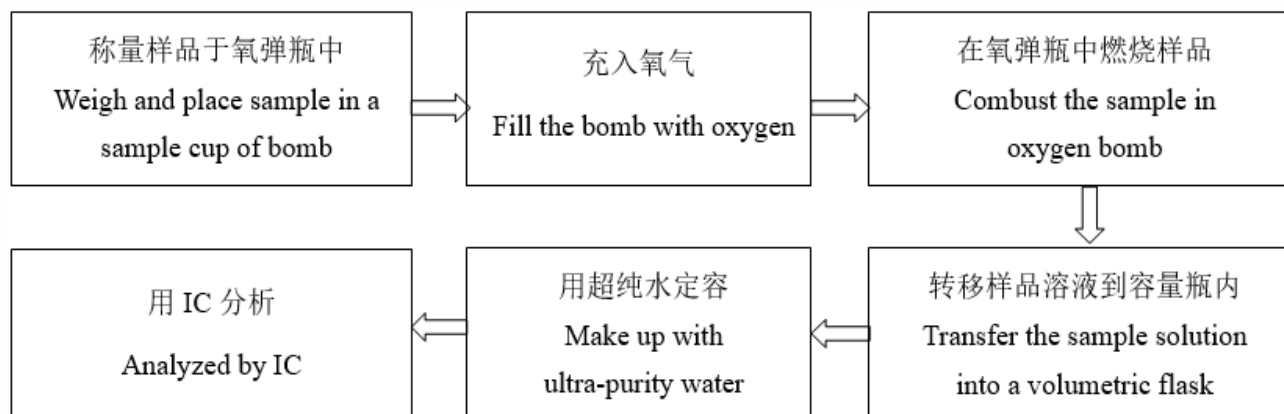 称量样品于氧弹瓶中
Weigh and place sample in a
sample cup of bomb
充入氧气
Fill the bomb with oxygen
在氧弹瓶中燃烧样品
Combust the sample in
oxygen bomb
转移样品溶液到容量瓶内
Transfer the sample solution
into a volumetric flask
用超纯水定容
Make up with
ultra-purity water
用 IC 分析
Analyzed by IC